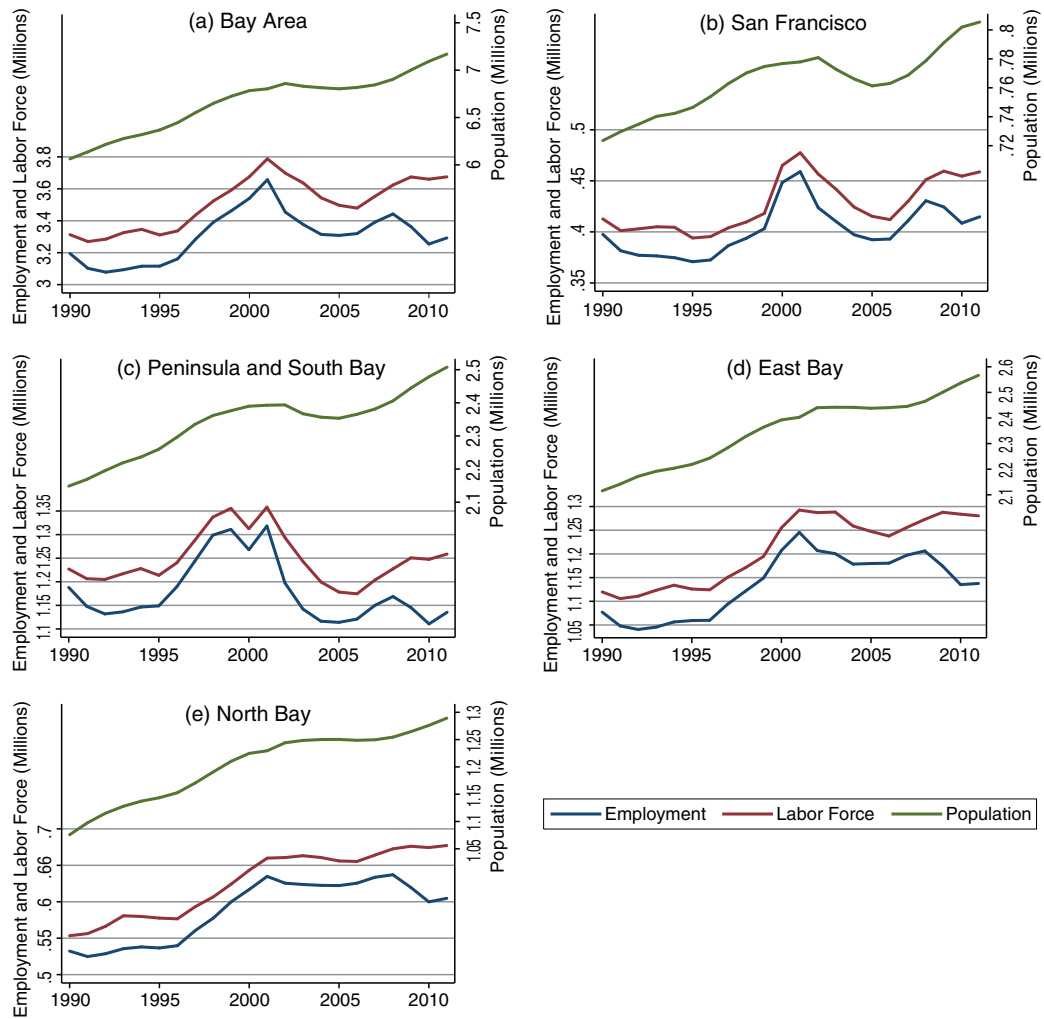 (a) Bay Area
Employment and Labor Force (Millions)
3 3.2 3.4 3.6 3.8
6 6.5 7 7.5
Population (Millions)
1990 1995 2000 2005 2010
(b) San Francisco
Employment and Labor Force (Millions)
.35 .4 .45 .5
.72 .74 .76 .78 .8
Population (Millions)
1990 1995 2000 2005 2010
(c) Peninsula and South Bay
Employment and Labor Force (Millions)
1.1 1.15 1.2 1.25 1.3 1.35
2.1 2.2 2.3 2.4 2.5
Population (Millions)
1990 1995 2000 2005 2010
(d) East Bay
Employment and Labor Force (Millions)
1.05 1.1 1.15 1.2 1.25 1.3
2.1 2.2 2.3 2.4 2.5 2.6
Population (Millions)
1990 1995 2000 2005 2010
(e) North Bay
Employment and Labor Force (Millions)
.5 .55 .6 .66 .7
1.05 1.1 1.15 1.2 1.25 1.3
Population (Millions)
1990 1995 2000 2005 2010
Employment Labor Force Population